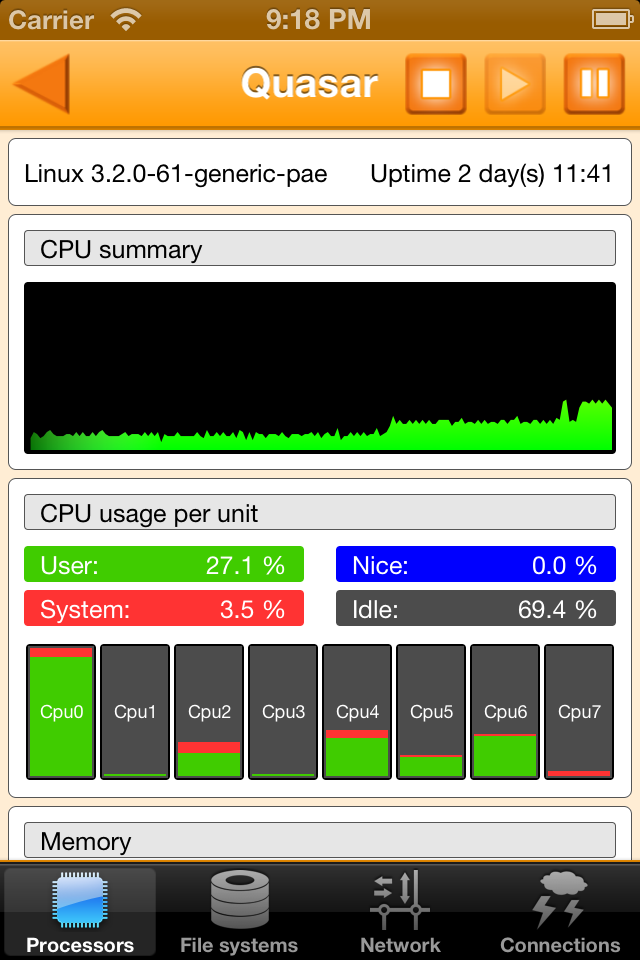 Carrier 9:18 PM
Quasar
Linux 3.2.0-61-generic-pae Uptime 2 day(s) 11:41
CPU summary
CPU usage per unit
User: 27.1 % Nice: 0.0 %
System: 3.5 % Idle: 69.4 %
Cpu0 Cpu1 Cpu2 Cpu3 Cpu4 Cpu5 Cpu6 Cpu7
Memory
Processors File systems Network Connections